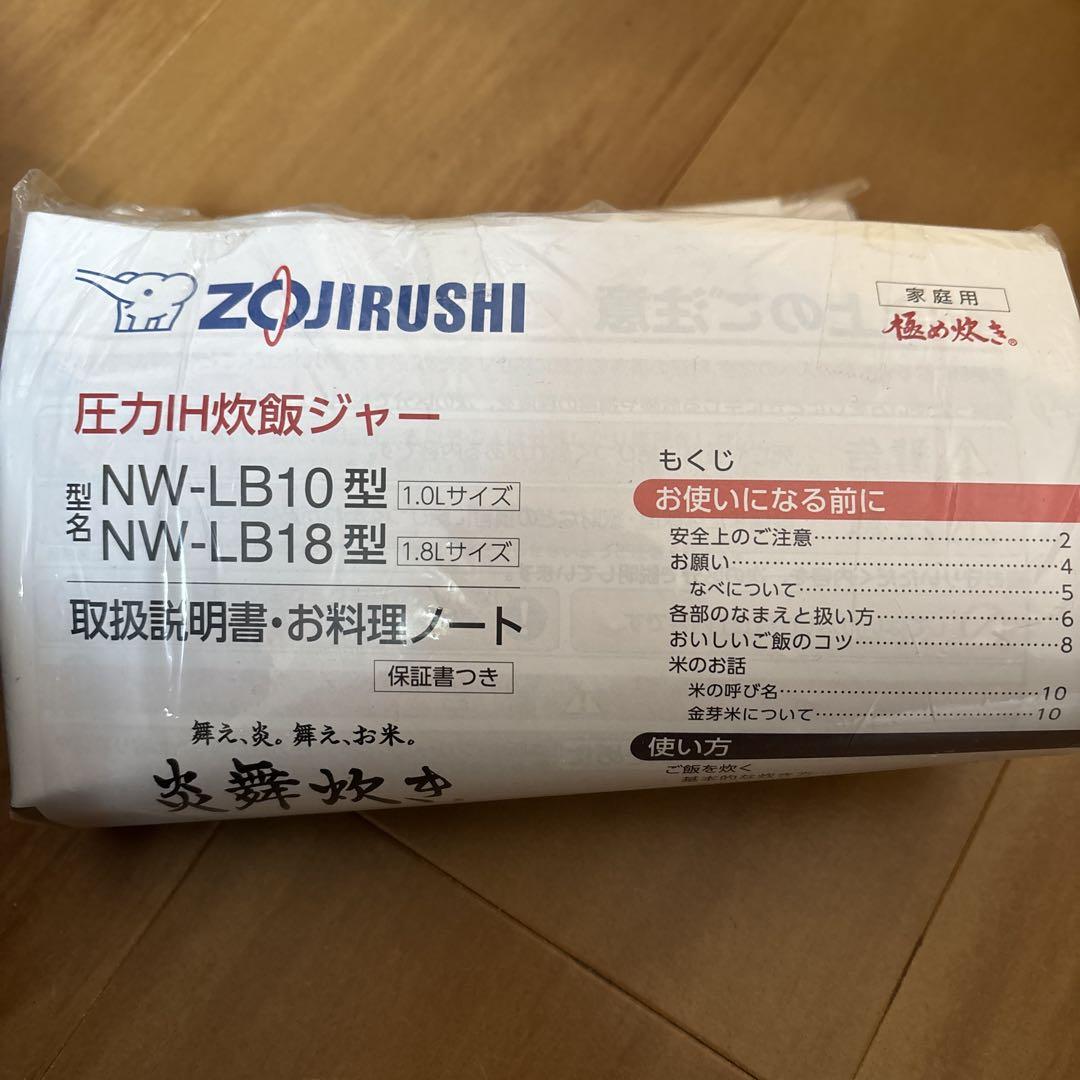 ZOJIRUSHI
家庭用
極め炊き®
圧力IH炊飯ジャー
型名
NW-LB10型 1.0Lサイズ
NW-LB18型 1.8Lサイズ
取扱説明書・お料理ノート
保証書つき
舞え、炎。舞え、お米。
炎舞炊き
もくじ
お使いになる前に
安全上のご注意……2
お願い……4
なべについて……5
各部のなまえと扱い方……6
おいしいご飯のコツ……8
米のお話
米の呼び名……10
金芽米について……10
使い方
ご飯を炊く
基本的な炊き方